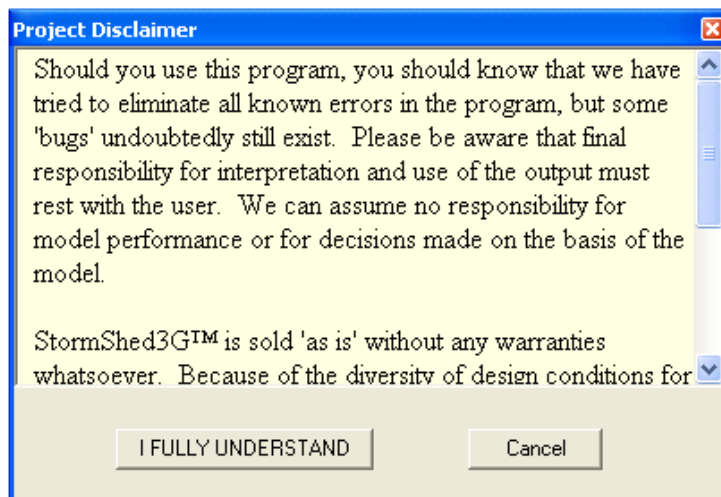 Project Disclaimer
Should you use this program, you should know that we have
tried to eliminate all known errors in the program, but some
'bugs' undoubtedly still exist.  Please be aware that final
responsibility for interpretation and use of the output must
rest with the user.  We can assume no responsibility for
model performance or for decisions made on the basis of the
model.
StormShed3G™ is sold 'as is' without any warranties
whatsoever.  Because of the diversity of design conditions for
I FULLY UNDERSTAND
Cancel